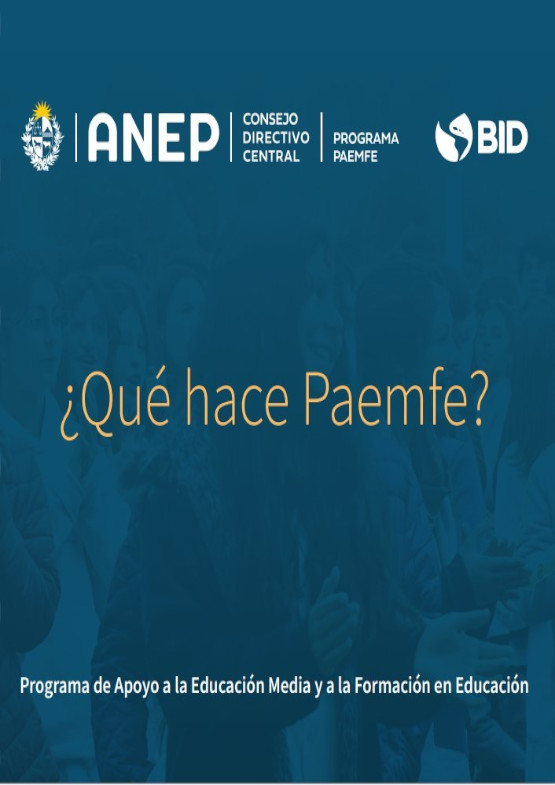 ANEP
CONSEJO
DIRECTIVO
CENTRAL
PROGRAMA
PAEMFE
BID
¿Qué hace Paemfe?
Programa de Apoyo a la Educación Media y a la Formación en Educación